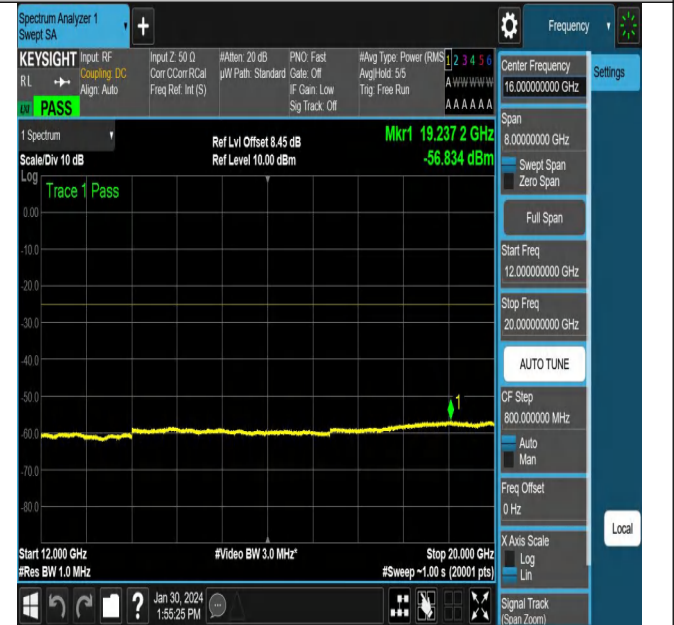 Spectrum Analyzer 1
Swept SA
+
Frequency
KEYSIGHT
RL
LXI PASS
Input: RF
Coupling: DC
Align: Auto
Input Z: 50 Ω
Corr CCorr RCal
Freq Ref: Int (S)
#Atten: 20 dB
µW Path: Standard
PNO: Fast
Gate: Off
IF Gain: Low
Sig Track: Off
#Avg Type: Power (RMS
Avg|Hold: 5/5
Trig: Free Run
1 2 3 4 5 6
A W W W W W
A A A A A A
1 Spectrum
Scale/Div 10 dB
Ref Lvl Offset 8.45 dB
Ref Level 10.00 dBm
Mkr1 19.237 2 GHz
-56.834 dBm
Log
Trace 1 Pass
0.00
-10.0
-20.0
-30.0
-40.0
-50.0
-60.0
-70.0
-80.0
1
Start 12.000 GHz
#Res BW 1.0 MHz
#Video BW 3.0 MHz*
Stop 20.000 GHz
#Sweep ~1.00 s (20001 pts)
Jan 30, 2024
1:55:25 PM
Center Frequency
16.000000000 GHz
Settings
Span
8.00000000 GHz
Swept Span
Zero Span
Full Span
Start Freq
12.000000000 GHz
Stop Freq
20.000000000 GHz
AUTO TUNE
CF Step
800.000000 MHz
Auto
Man
Freq Offset
0 Hz
X Axis Scale
Log
Lin
Local
Signal Track
(Span Zoom)